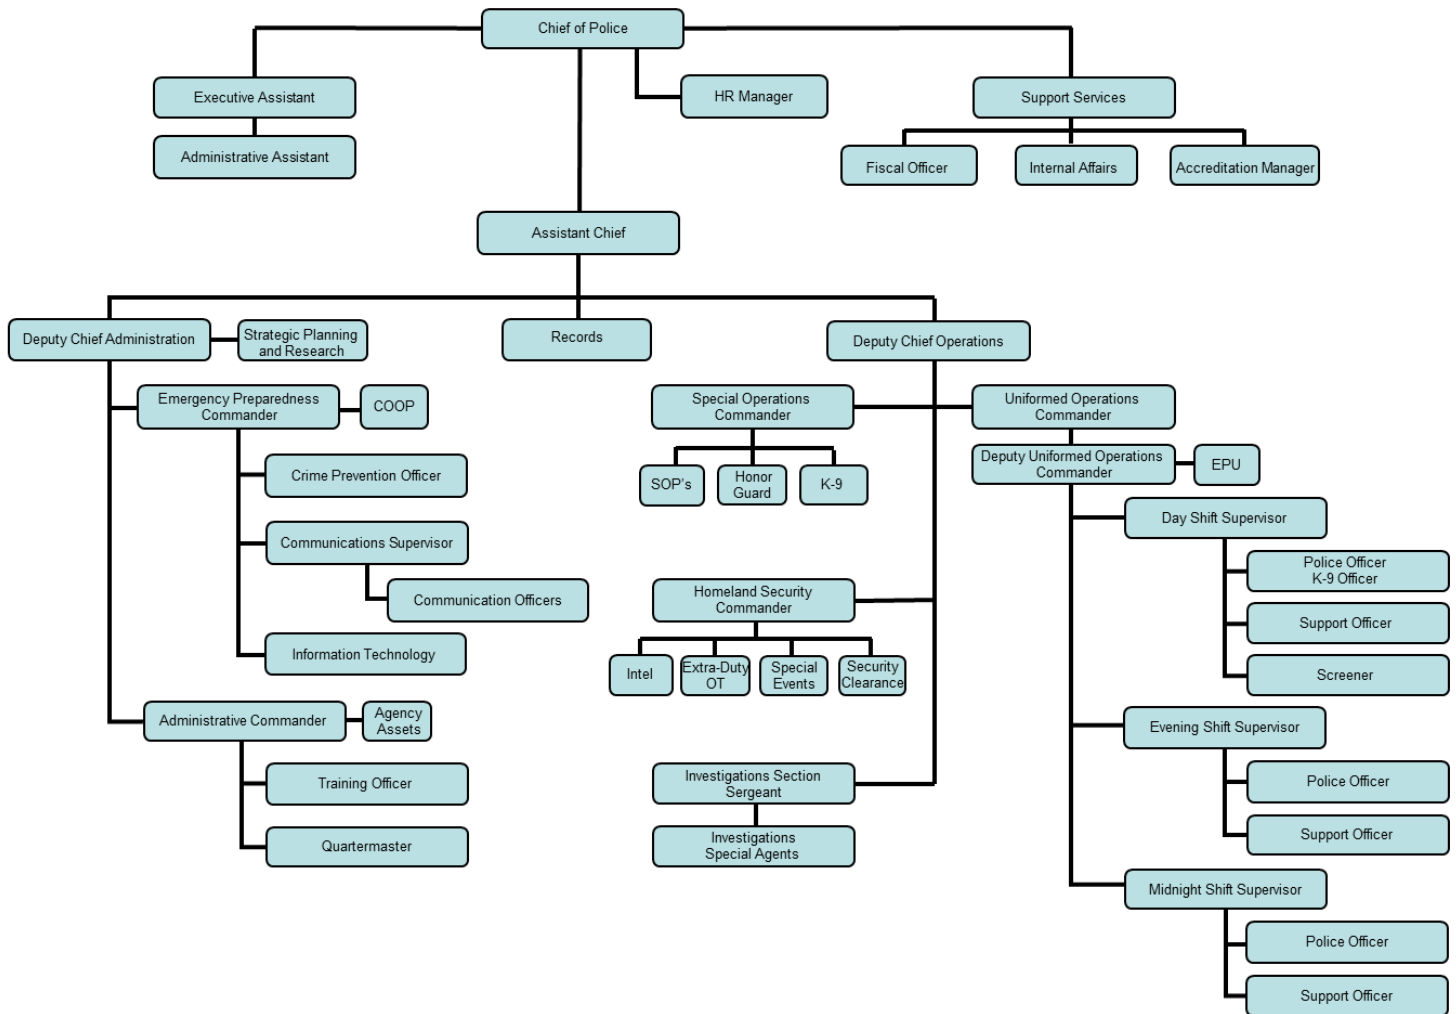 Chief of Police
Executive Assistant
HR Manager
Support Services
Administrative Assistant
Fiscal Officer
Internal Affairs
Accreditation Manager
Assistant Chief
Deputy Chief Administration
Strategic Planning
and Research
Records
Deputy Chief Operations
Emergency Preparedness
Commander
COOP
Crime Prevention Officer
Communications Supervisor
Communication Officers
Information Technology
Administrative Commander
Agency
Assets
Training Officer
Quartermaster
Special Operations
Commander
SOP's
Honor
Guard
K-9
Homeland Security
Commander
Intel
Extra-Duty
OT
Special
Events
Security
Clearance
Investigations Section
Sergeant
Investigations
Special Agents
Uniformed Operations
Commander
Deputy Uniformed Operations
Commander
EPU
Day Shift Supervisor
Police Officer
K-9 Officer
Support Officer
Screener
Evening Shift Supervisor
Police Officer
Support Officer
Midnight Shift Supervisor
Police Officer
Support Officer